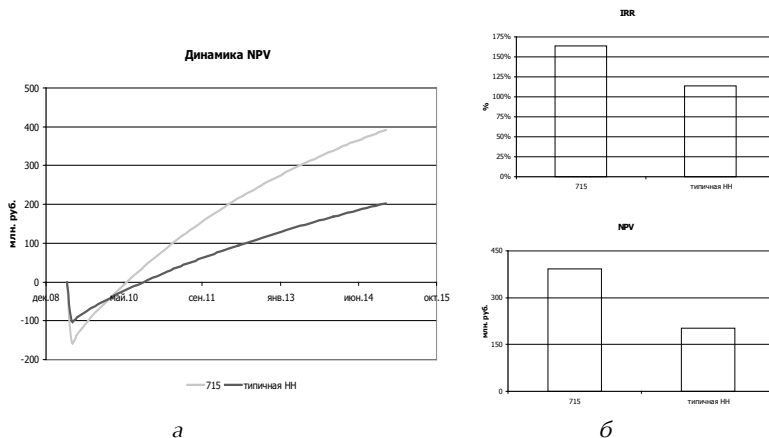 Динамика NPV
млн. руб.
500
400
300
200
100
0
-100
-200
дек.08 май.10 сен.11 янв.13 июн.14 окт.15
715 типичная НН
а
IRR
%
175%
150%
125%
100%
75%
50%
25%
0%
715 типичная НН
NPV
млн. руб.
450
300
150
0
715 типичная НН
б